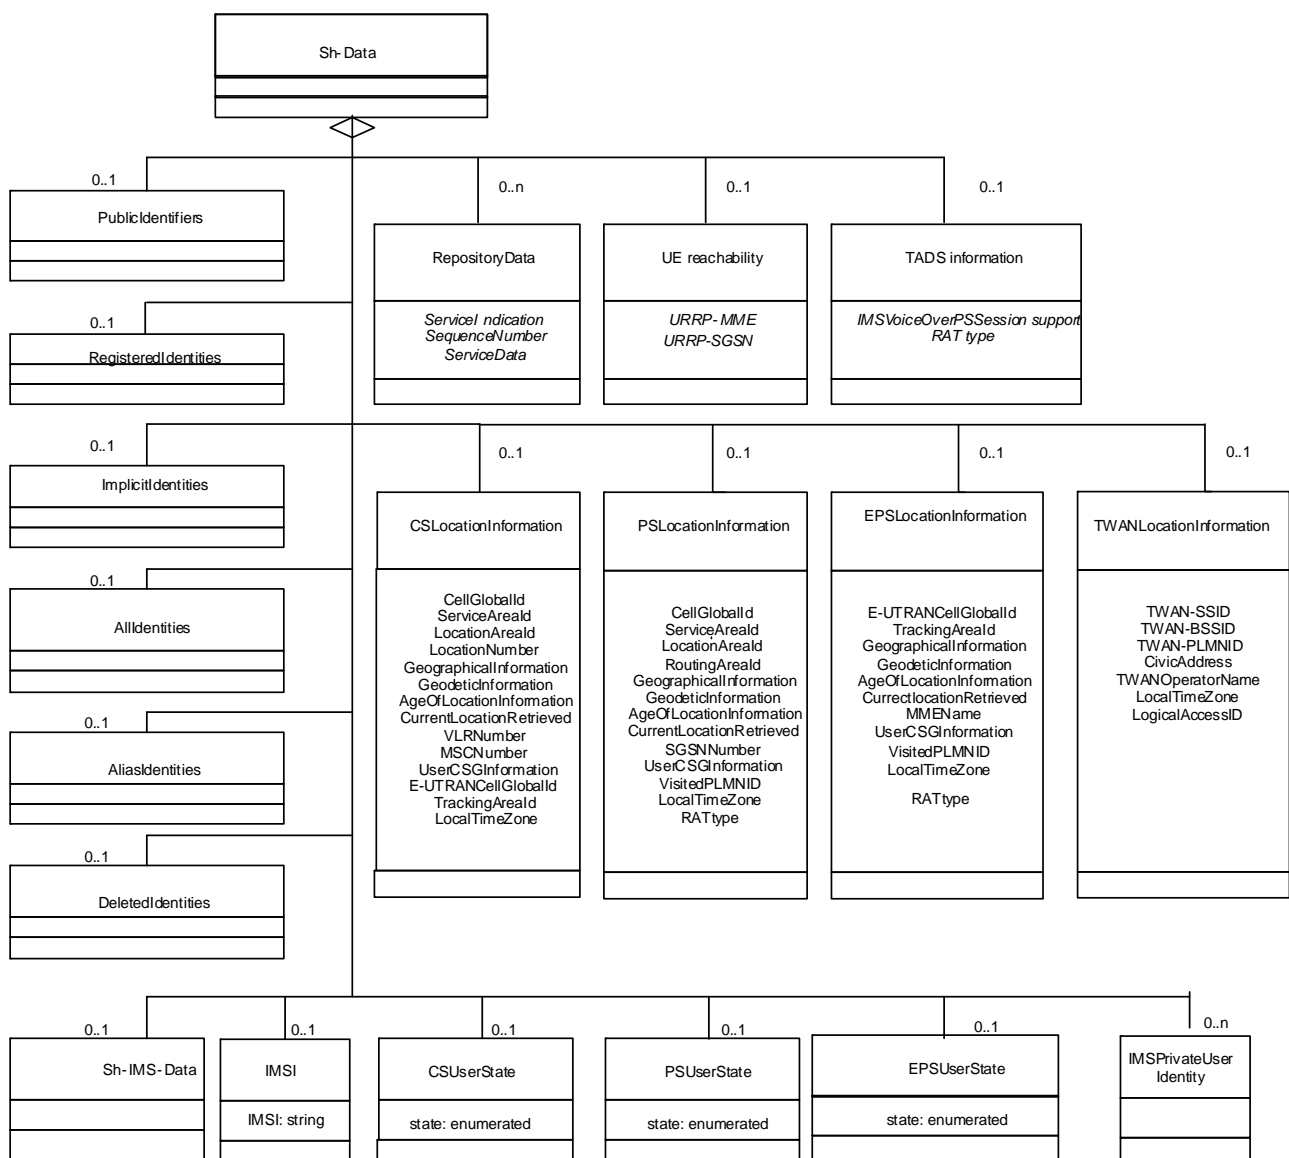 Sh-Data
0..1
0..n
0..1
0..1
PublicIdentifiers
RepositoryData
UE reachability
TADS information
ServiceIndication
SequenceNumber
ServiceData
URRP-MME
URRP-SGSN
IMSVoiceOverPSSession support
RAT type
0..1
RegisteredIdentities
0..1
ImplicitIdentities
0..1
0..1
0..1
0..1
CSLocationInformation
PSLocationInformation
EPSLocationInformation
TWANLocationInformation
CellGlobalId
ServiceAreaId
LocationAreaId
LocationNumber
GeographicalInformation
GeodeticInformation
AgeOfLocationInformation
CurrentLocationRetrieved
VLRNumber
MSCNumber
UserCSGInformation
E-UTRANCellGlobalId
TrackingAreaId
LocalTimeZone
CellGlobalId
ServiceAreaId
LocationAreaId
RoutingAreaId
GeographicalInformation
GeodeticInformation
AgeOfLocationInformation
CurrentLocationRetrieved
SGSNNumber
UserCSGInformation
VisitedPLMNID
LocalTimeZone
RATtype
E-UTRANCellGlobalId
TrackingAreaId
GeographicalInformation
GeodeticInformation
AgeOfLocationInformation
CurrectlocationRetrieved
MMEName
UserCSGInformation
VisitedPLMNID
LocalTimeZone
RATtype
TWAN-SSID
TWAN-BSSID
TWAN-PLMNID
CivicAddress
TWANOperatorName
LocalTimeZone
LogicalAccessID
0..1
AllIdentities
0..1
AliasIdentities
0..1
DeletedIdentities
0..1
0..1
0..1
0..1
0..1
0..n
Sh-IMS-Data
IMSI
IMSI: string
CSUserState
state: enumerated
PSUserState
state: enumerated
EPSUserState
state: enumerated
IMSPrivateUser
Identity